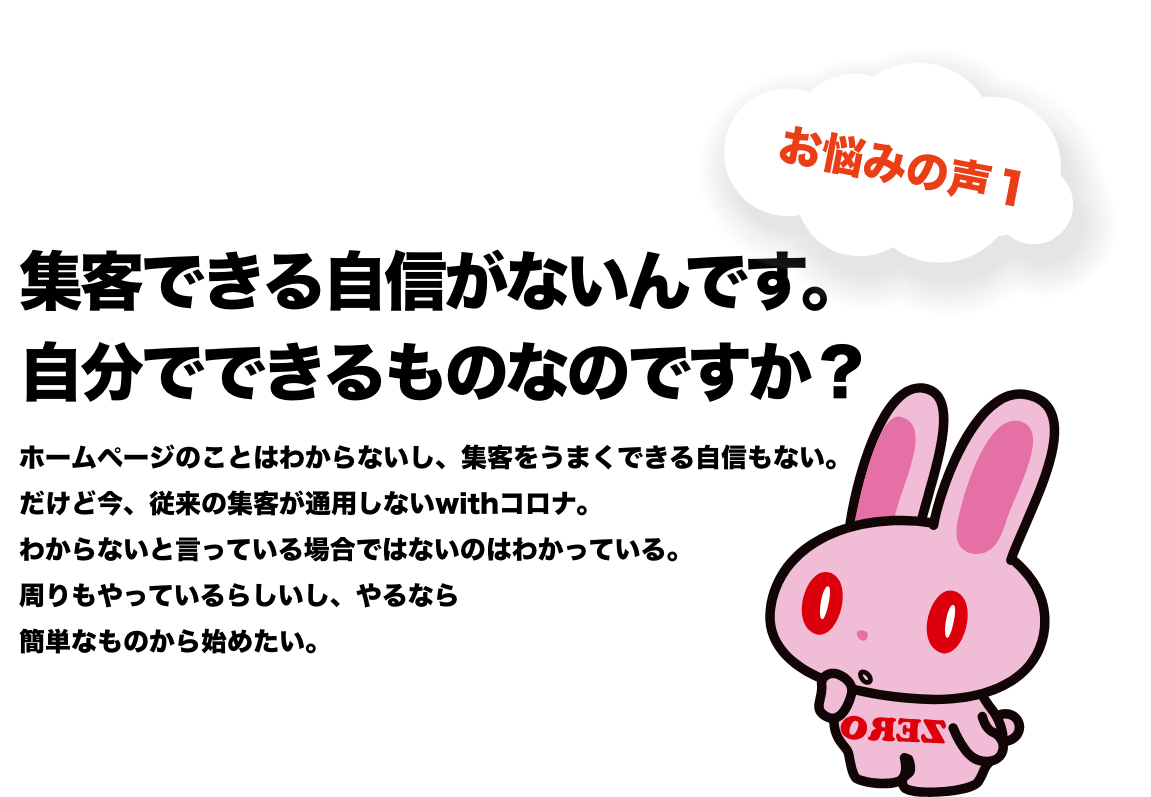 お悩みの声1
集客できる自信がないんです。
自分でできるものなのですか？
ホームページのことはわからないし、集客をうまくできる自信もない。
だけど今、従来の集客が通用しないwithコロナ。
わからないと言っている場合ではないのはわかっている。
周りもやっているらしいし、やるなら
簡単なものから始めたい。
ZERO